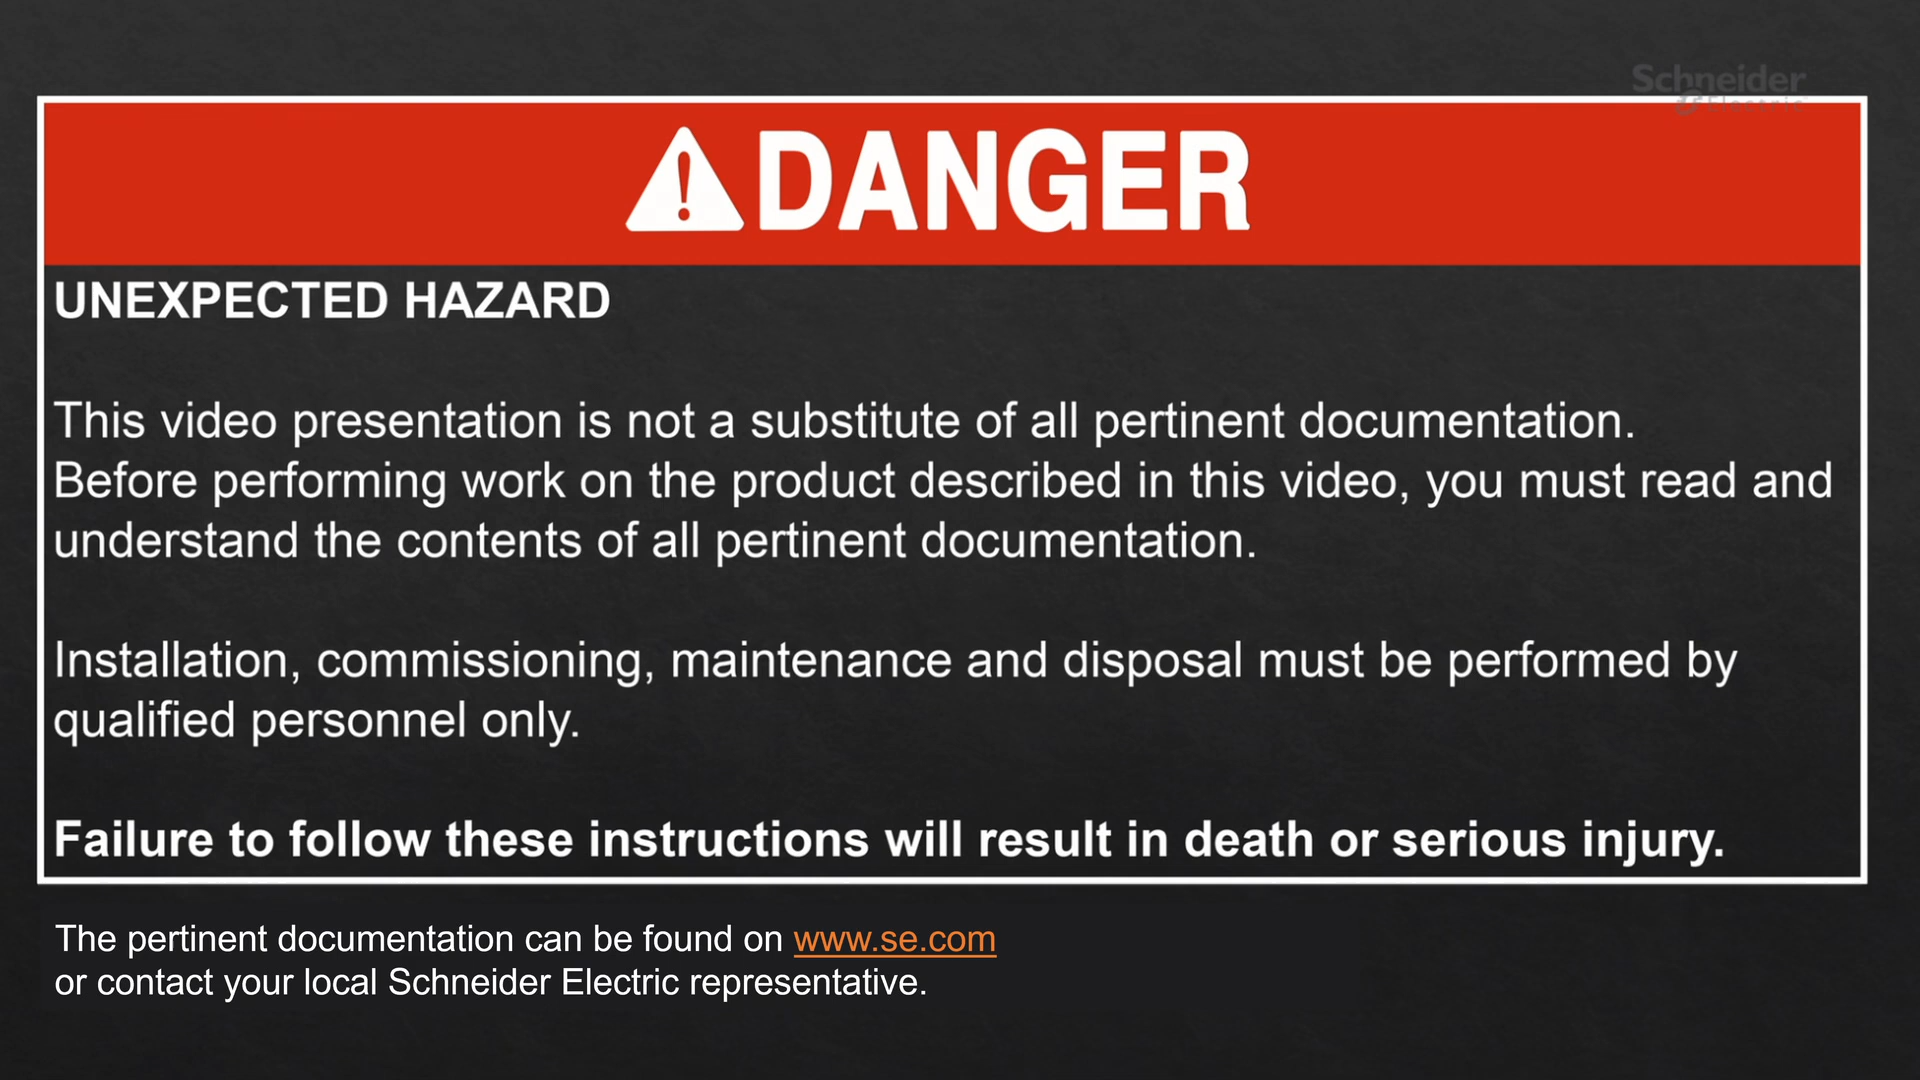 Schneider
Electric
DANGER
UNEXPECTED HAZARD
This video presentation is not a substitute of all pertinent documentation.
Before performing work on the product described in this video, you must read and
understand the contents of all pertinent documentation.
Installation, commissioning, maintenance and disposal must be performed by
qualified personnel only.
Failure to follow these instructions will result in death or serious injury.
The pertinent documentation can be found on www.se.com
or contact your local Schneider Electric representative.